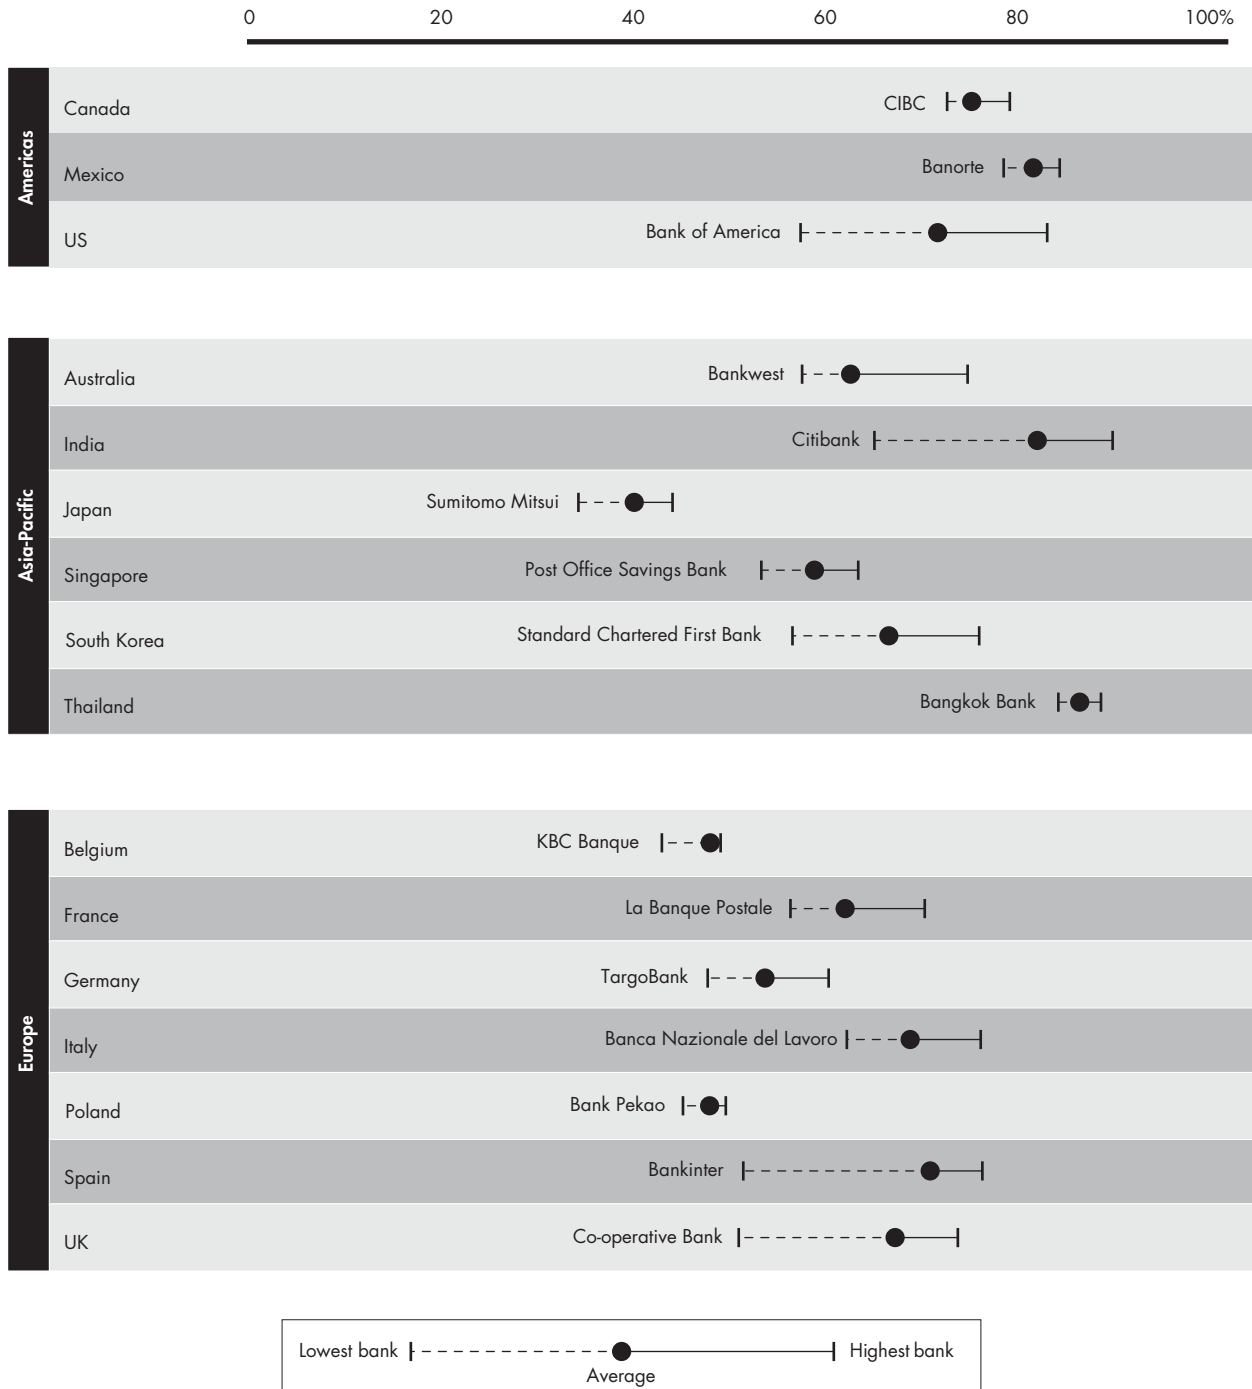 0 20 40 60 80 100%
Americas
Canada CIBC
Mexico Banorte
US Bank of America
Asia-Pacific
Australia Bankwest
India Citibank
Japan Sumitomo Mitsui
Singapore Post Office Savings Bank
South Korea Standard Chartered First Bank
Thailand Bangkok Bank
Europe
Belgium KBC Banque
France La Banque Postale
Germany TargoBank
Italy Banca Nazionale del Lavoro
Poland Bank Pekao
Spain Bankinter
UK Co-operative Bank
Lowest bank Highest bank
Average